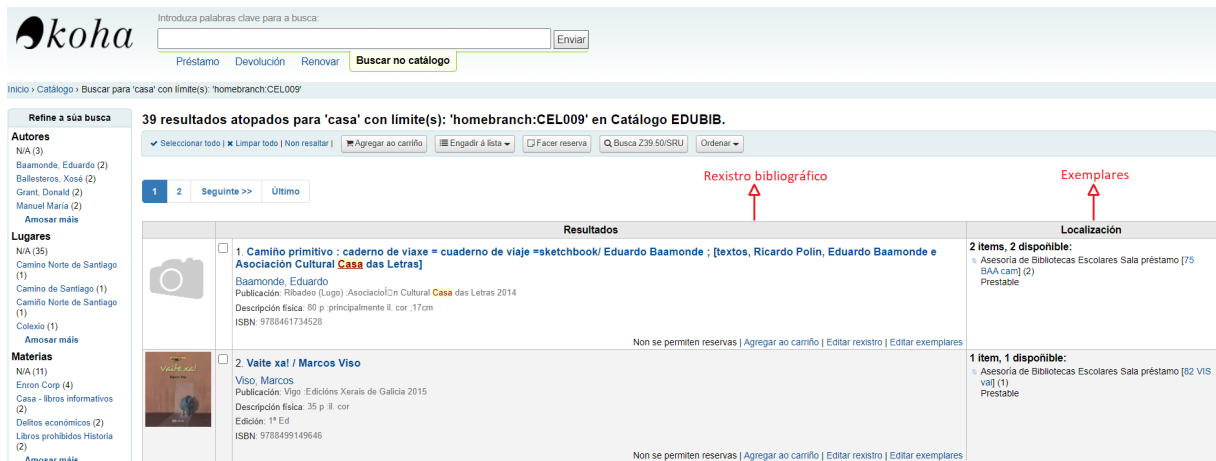 koha
Introduza palabras clave para a busca:
Enviar
Préstamo Devolución Renovar Buscar no catálogo
Inicio › Catálogo › Buscar para 'casa' con límite(s): 'homebranch:CEL009'
Refine a súa busca
Autores
N/A (3)
Baamonde, Eduardo (2)
Ballesteros, Xosé (2)
Grant, Donald (2)
Manuel María (2)
Amosar máis
Lugares
N/A (35)
Camino Norte de Santiago
(1)
Camino de Santiago (1)
Camiño Norte de Santiago
(1)
Colexio (1)
Amosar máis
Materias
N/A (11)
Enron Corp (4)
Casa - libros informativos
(2)
Delitos económicos (2)
Libros prohibidos Historia
(2)
Amosar máis
39 resultados atopados para 'casa' con límite(s): 'homebranch:CEL009' en Catálogo EDUBIB.
Seleccionar todo | Limpar todo | Non resaltar | Agregar ao carriño Engadir á lista Facer reserva Busca Z39.50/SRU Ordenar
Rexistro bibliográfico Exemplares
1 2 Seguinte >> Último
Resultados Localización
1. Camiño primitivo : caderno de viaxe = cuaderno de viaje =sketchbook/ Eduardo Baamonde ; [textos, Ricardo Polín, Eduardo Baamonde e
Asociación Cultural Casa das Letras]
Baamonde, Eduardo
Publicación: Ribadeo (Lugo) :Asociacioì□n Cultural Casa das Letras 2014
Descripción física: 80 p :principalmente il. cor ;17cm
ISBN: 9788461734528
Non se permiten reservas | Agregar ao carriño | Editar rexistro | Editar exemplares
2 items, 2 dispoñible:
Asesoría de Bibliotecas Escolares Sala préstamo [75
BAA cam] (2)
Prestable
Vaite xa!
2. Vaite xa! / Marcos Viso
Viso, Marcos
Publicación: Vigo :Edicións Xerais de Galicia 2015
Descripción física: 35 p :il. cor
Edición: 1ª Ed
ISBN: 9788499149646
Non se permiten reservas | Agregar ao carriño | Editar rexistro | Editar exemplares
1 item, 1 dispoñible:
Asesoría de Bibliotecas Escolares Sala préstamo [82 VIS
vai] (1)
Prestable